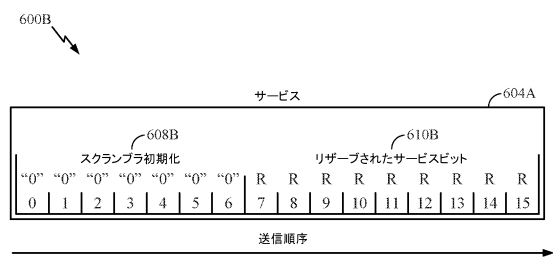 600B
サービス
604A
608B
610B
スクランブラ初期化
リザーブされたサービスビット
“0” “0” “0” “0” “0” “0” “0” R R R R R R R R R
0 1 2 3 4 5 6 7 8 9 10 11 12 13 14 15
送信順序